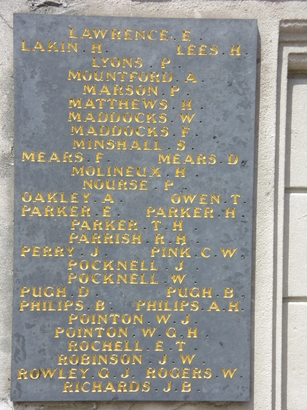 LAWRENCE. E.
LAKIN. H. LEES. H.
LYONS. P.
MOUNTFORD. A.
MARSON. P.
MATTHEWS. H.
MADDOCKS. W.
MADDOCKS. F.
MINSHALL. S.
MEARS. F. MEARS. D.
MOLINEUX. H.
NOURSE. P.
OAKLEY. A. OWEN. T.
PARKER. E. PARKER. H.
PARKER. T. H.
PARRISH. R. H.
PERRY. J. PINK. C. W.
POCKNELL. J.
POCKNELL. W.
PUGH. D. PUGH. B.
PHILIPS. B. PHILIPS. A. H.
POINTON. W. J.
POINTON. W. G. H.
ROCHELL. E. T.
ROBINSON. J. W.
ROWLEY. G. J. ROGERS. W.
RICHARDS. J. B.